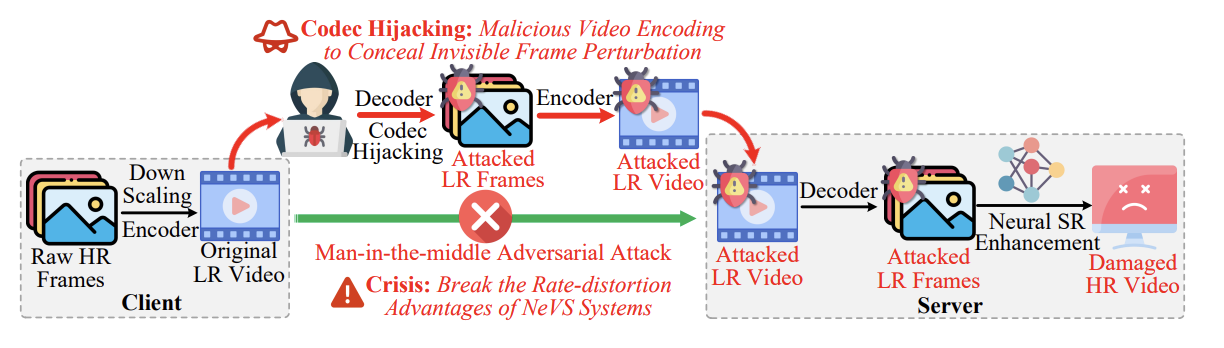 Codec Hijacking: Malicious Video Encoding
to Conceal Invisible Frame Perturbation
Decoder
Codec
Hijacking
Attacked
LR Frames
Encoder
Attacked
LR Video
Down
Scaling
Encoder
Raw HR
Frames
Original
LR Video
Client
Man-in-the-middle Adversarial Attack
Crisis: Break the Rate-distortion
Advantages of NeVS Systems
Attacked
LR Video
Decoder
Attacked
LR Frames
Neural SR
Enhancement
Damaged
HR Video
Server